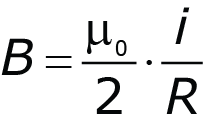 B = μ₀/2 · i/R